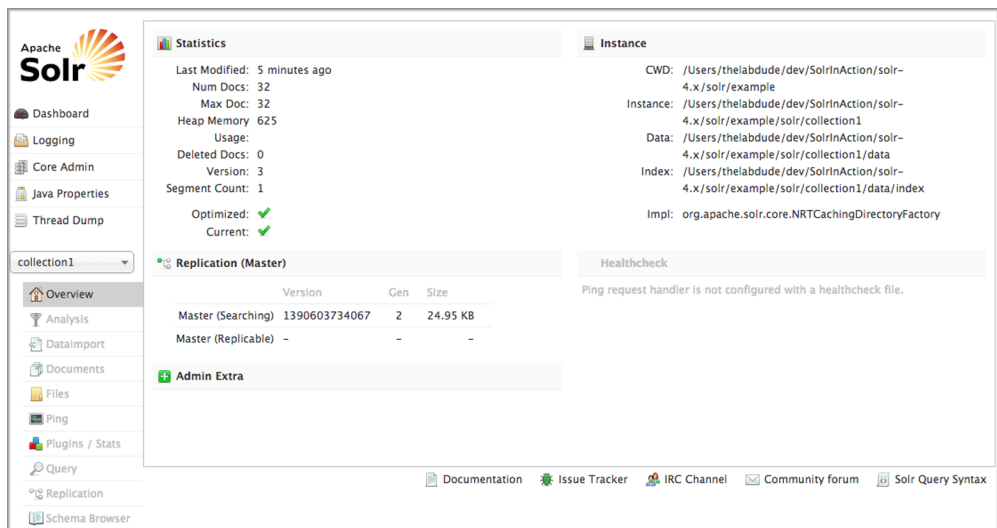 Apache
Solr
Dashboard
Logging
Core Admin
Java Properties
Thread Dump
collection1
Overview
Analysis
Dataimport
Documents
Files
Ping
Plugins / Stats
Query
Replication
Schema Browser
Statistics
Last Modified: 5 minutes ago
Num Docs: 32
Max Doc: 32
Heap Memory 625
Usage:
Deleted Docs: 0
Version: 3
Segment Count: 1
Optimized:
Current:
Instance
CWD: /Users/thelabdude/dev/SolrInAction/solr-
4.x/solr/example
Instance: /Users/thelabdude/dev/SolrInAction/solr-
4.x/solr/example/solr/collection1
Data: /Users/thelabdude/dev/SolrInAction/solr-
4.x/solr/example/solr/collection1/data
Index: /Users/thelabdude/dev/SolrInAction/solr-
4.x/solr/example/solr/collection1/data/index
Impl: org.apache.solr.core.NRTCachingDirectoryFactory
Replication (Master)
Version Gen Size
Master (Searching) 1390603734067 2 24.95 KB
Master (Replicable) - - -
Healthcheck
Ping request handler is not configured with a healthcheck file.
Admin Extra
Documentation Issue Tracker IRC Channel Community forum Solr Query Syntax